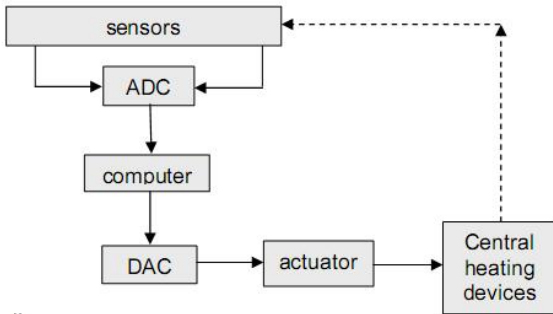 sensors
ADC
computer
DAC
actuator
Central
heating
devices